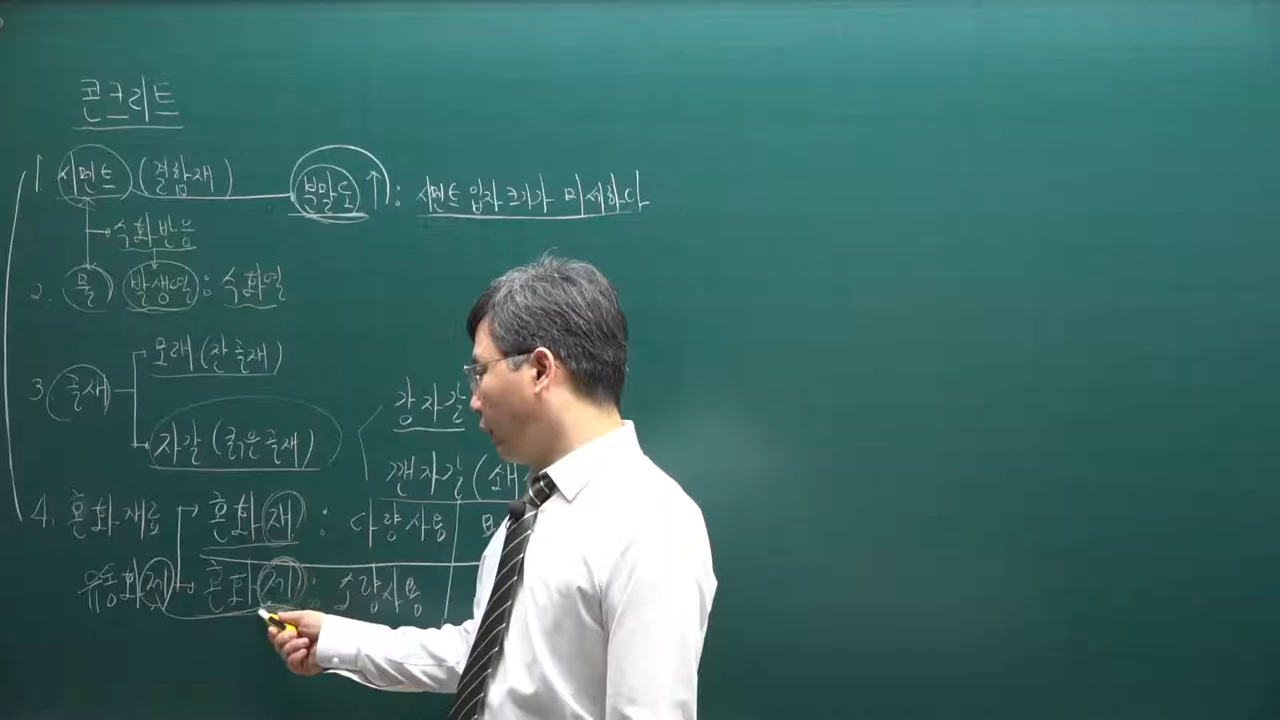 콘크리트
1. 시멘트 (결합재) 분말도 ↑ : 시멘트 입자 크기가 미세하다
수화반응
2. 물 발생열 : 수화열
3 골재 모래 (잔골재)
자갈 (굵은골재) 강자갈
깬자갈 (쇄
4. 혼화재료 혼화재 : 다량사용
유동화제 혼화제 : 소량사용